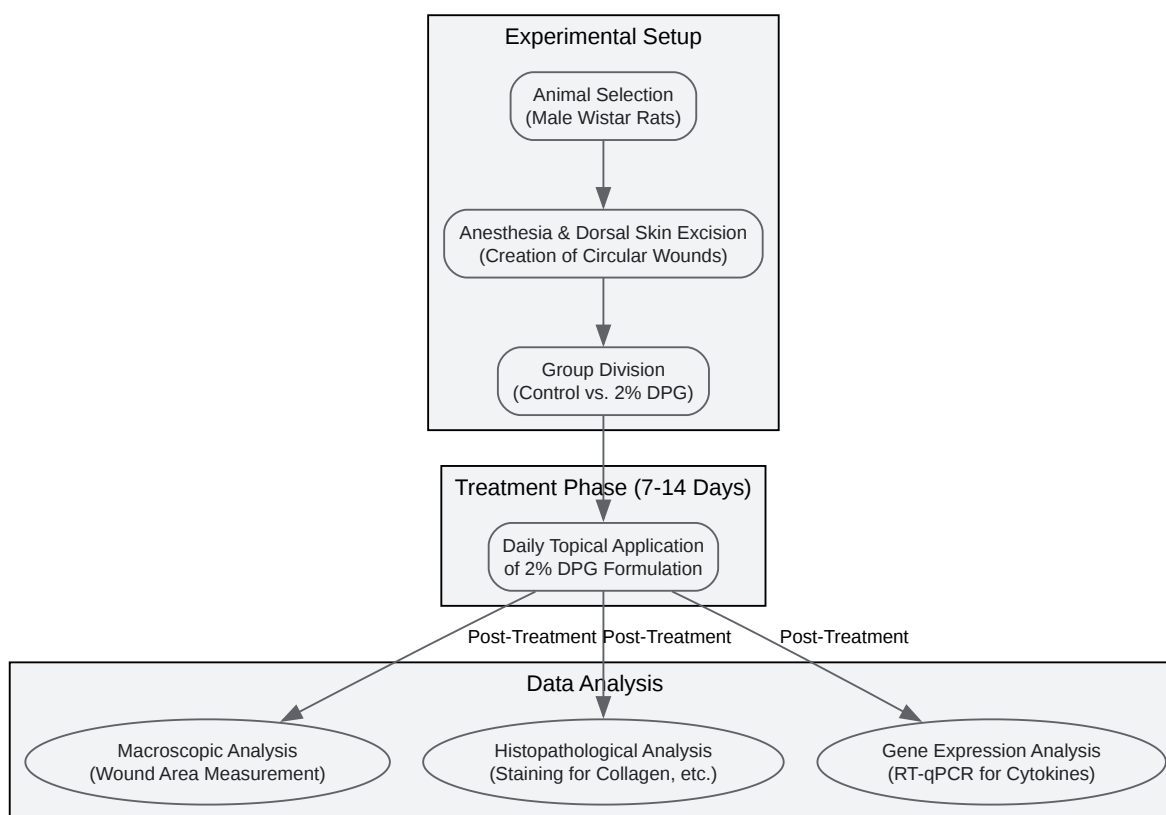 Experimental Setup
Animal Selection
(Male Wistar Rats)
Anesthesia & Dorsal Skin Excision
(Creation of Circular Wounds)
Group Division
(Control vs. 2% DPG)
Treatment Phase (7-14 Days)
Daily Topical Application
of 2% DPG Formulation
Post-Treatment
Post-Treatment
Post-Treatment
Data Analysis
Macroscopic Analysis
(Wound Area Measurement)
Histopathological Analysis
(Staining for Collagen, etc.)
Gene Expression Analysis
(RT-qPCR for Cytokines)